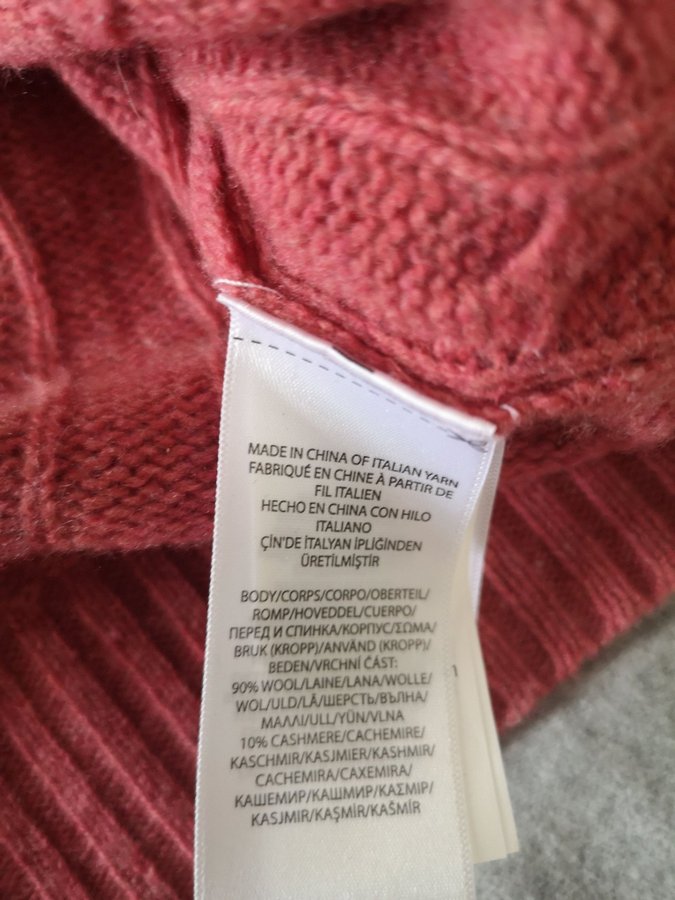 MADE IN CHINA OF ITALIAN YARN
FABRIQUÉ EN CHINE À PARTIR DE
FIL ITALIEN
HECHO EN CHINA CON HILO
ITALIANO
ÇİN'DE İTALYAN İPLİĞİNDEN
ÜRETİLMİŞTİR
BODY/CORPS/CORPO/OBERTEIL/
ROMP/HOVEDDEL/CUERPO/
ПЕРЕД И СПИНКА/КОРПУС/ΣΩΜΑ/
BRUK (KROPP)/ANVÄND (KROPP)/
BEDEN/VRCHNÍ ČÁST:
90% WOOL/LAINE/LANA/WOLLE/
WOL/ULD/LÃ/ШЕРСТЬ/ВЪЛНА/
ΜΑΛΛΙ/ULL/YÜN/VLNA
10% CASHMERE/CACHEMIRE/
KASCHMIR/KASJMIER/KASHMIR/
CACHEMIRA/CAXEMIRA/
КАШЕМИР/КАШМИР/ΚΑΣΜΙΡ/
KASJMIR/KAŞMİR/KAŠMÍR